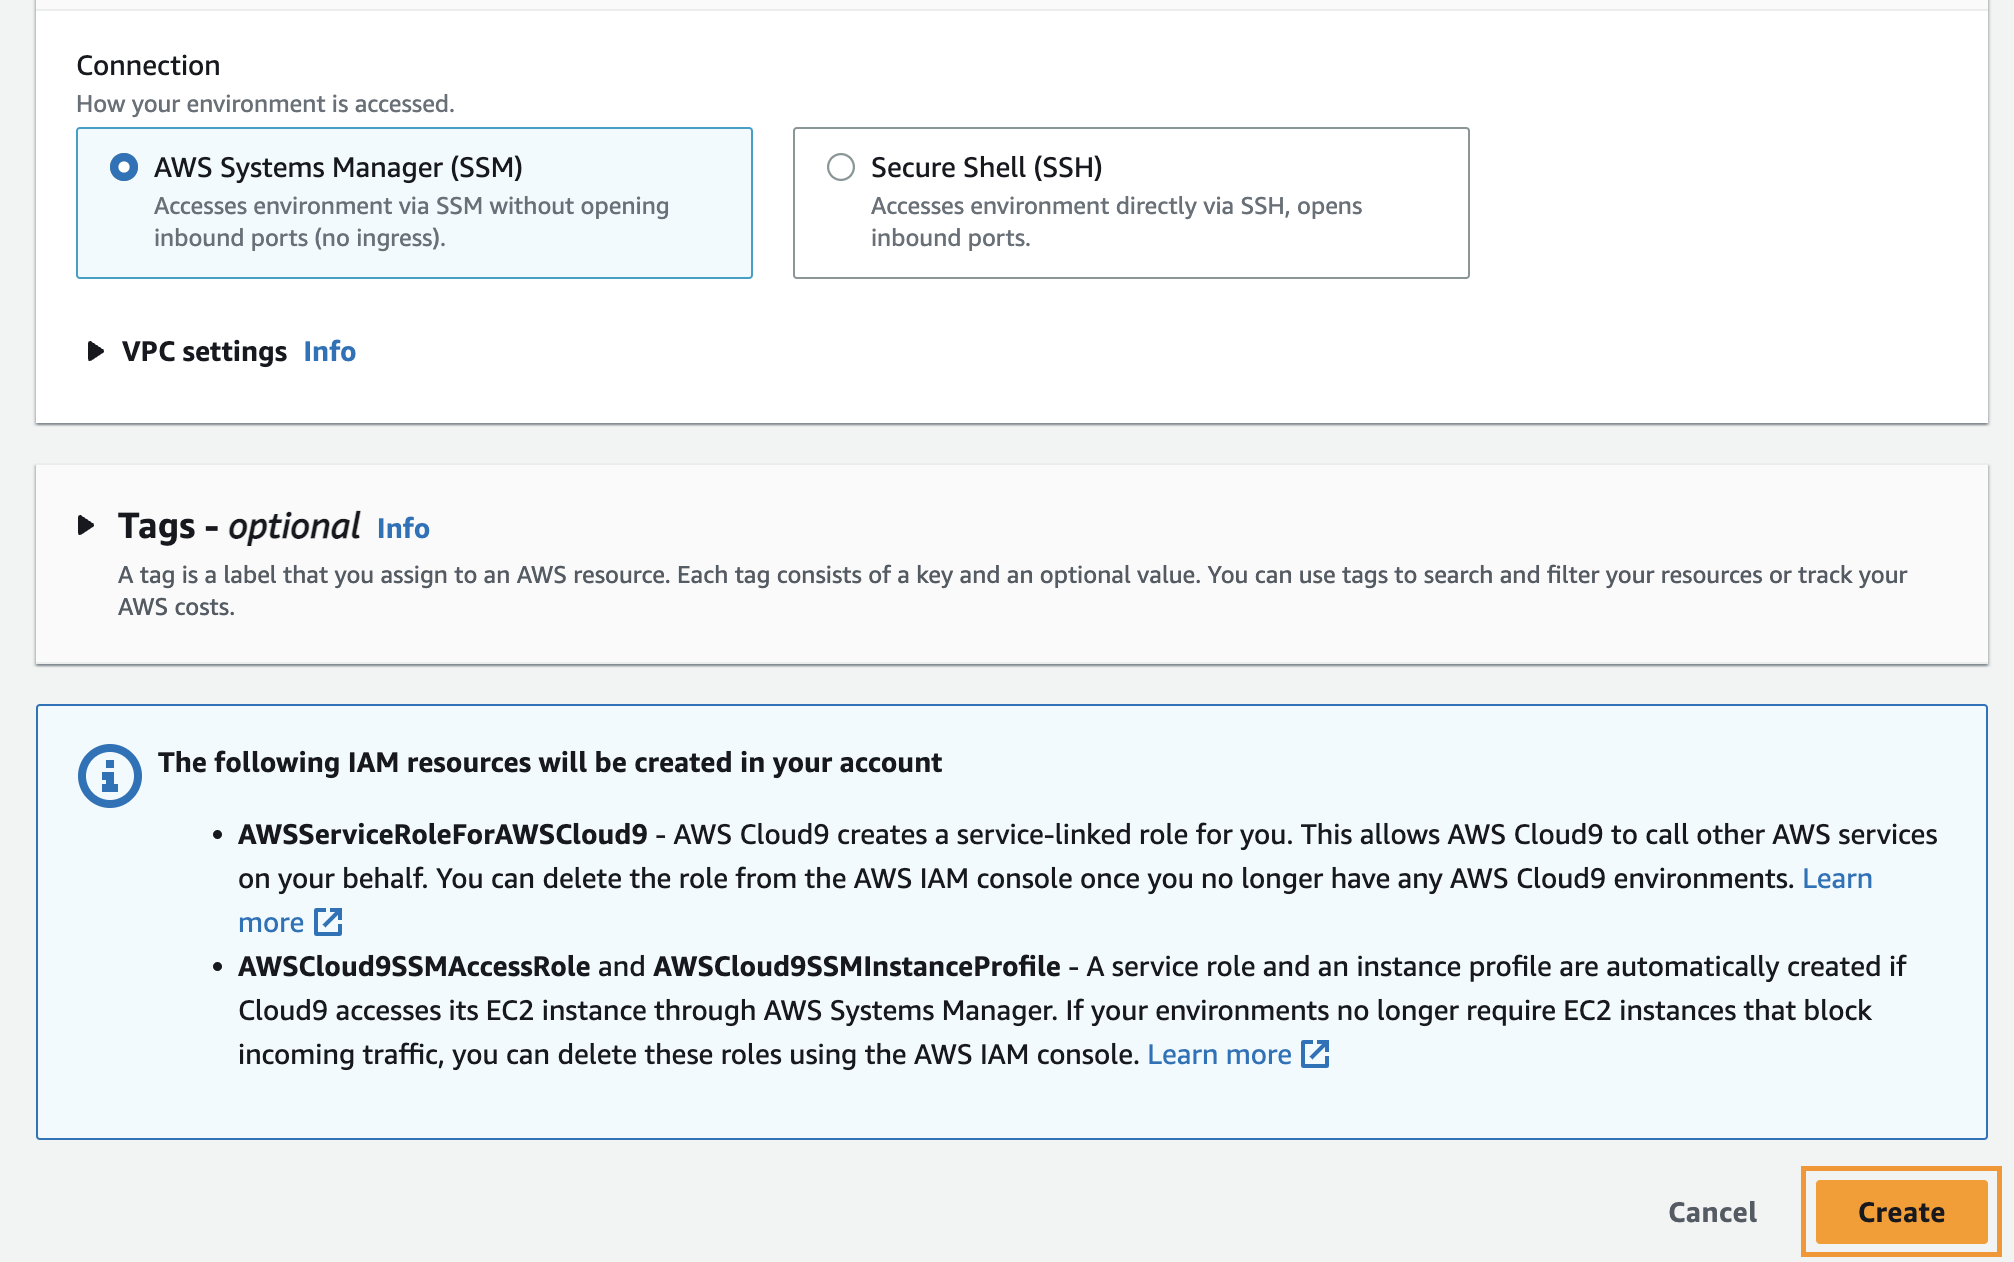 Connection
How your environment is accessed.
AWS Systems Manager (SSM)
Accesses environment via SSM without opening
inbound ports (no ingress).
Secure Shell (SSH)
Accesses environment directly via SSH, opens
inbound ports.
VPC settings Info
Tags - optional Info
A tag is a label that you assign to an AWS resource. Each tag consists of a key and an optional value. You can use tags to search and filter your resources or track your
AWS costs.
The following IAM resources will be created in your account
• AWSServiceRoleForAWSCloud9 - AWS Cloud9 creates a service-linked role for you. This allows AWS Cloud9 to call other AWS services
on your behalf. You can delete the role from the AWS IAM console once you no longer have any AWS Cloud9 environments. Learn
more
• AWSCloud9SSMAccessRole and AWSCloud9SSMInstanceProfile - A service role and an instance profile are automatically created if
Cloud9 accesses its EC2 instance through AWS Systems Manager. If your environments no longer require EC2 instances that block
incoming traffic, you can delete these roles using the AWS IAM console. Learn more
Cancel
Create